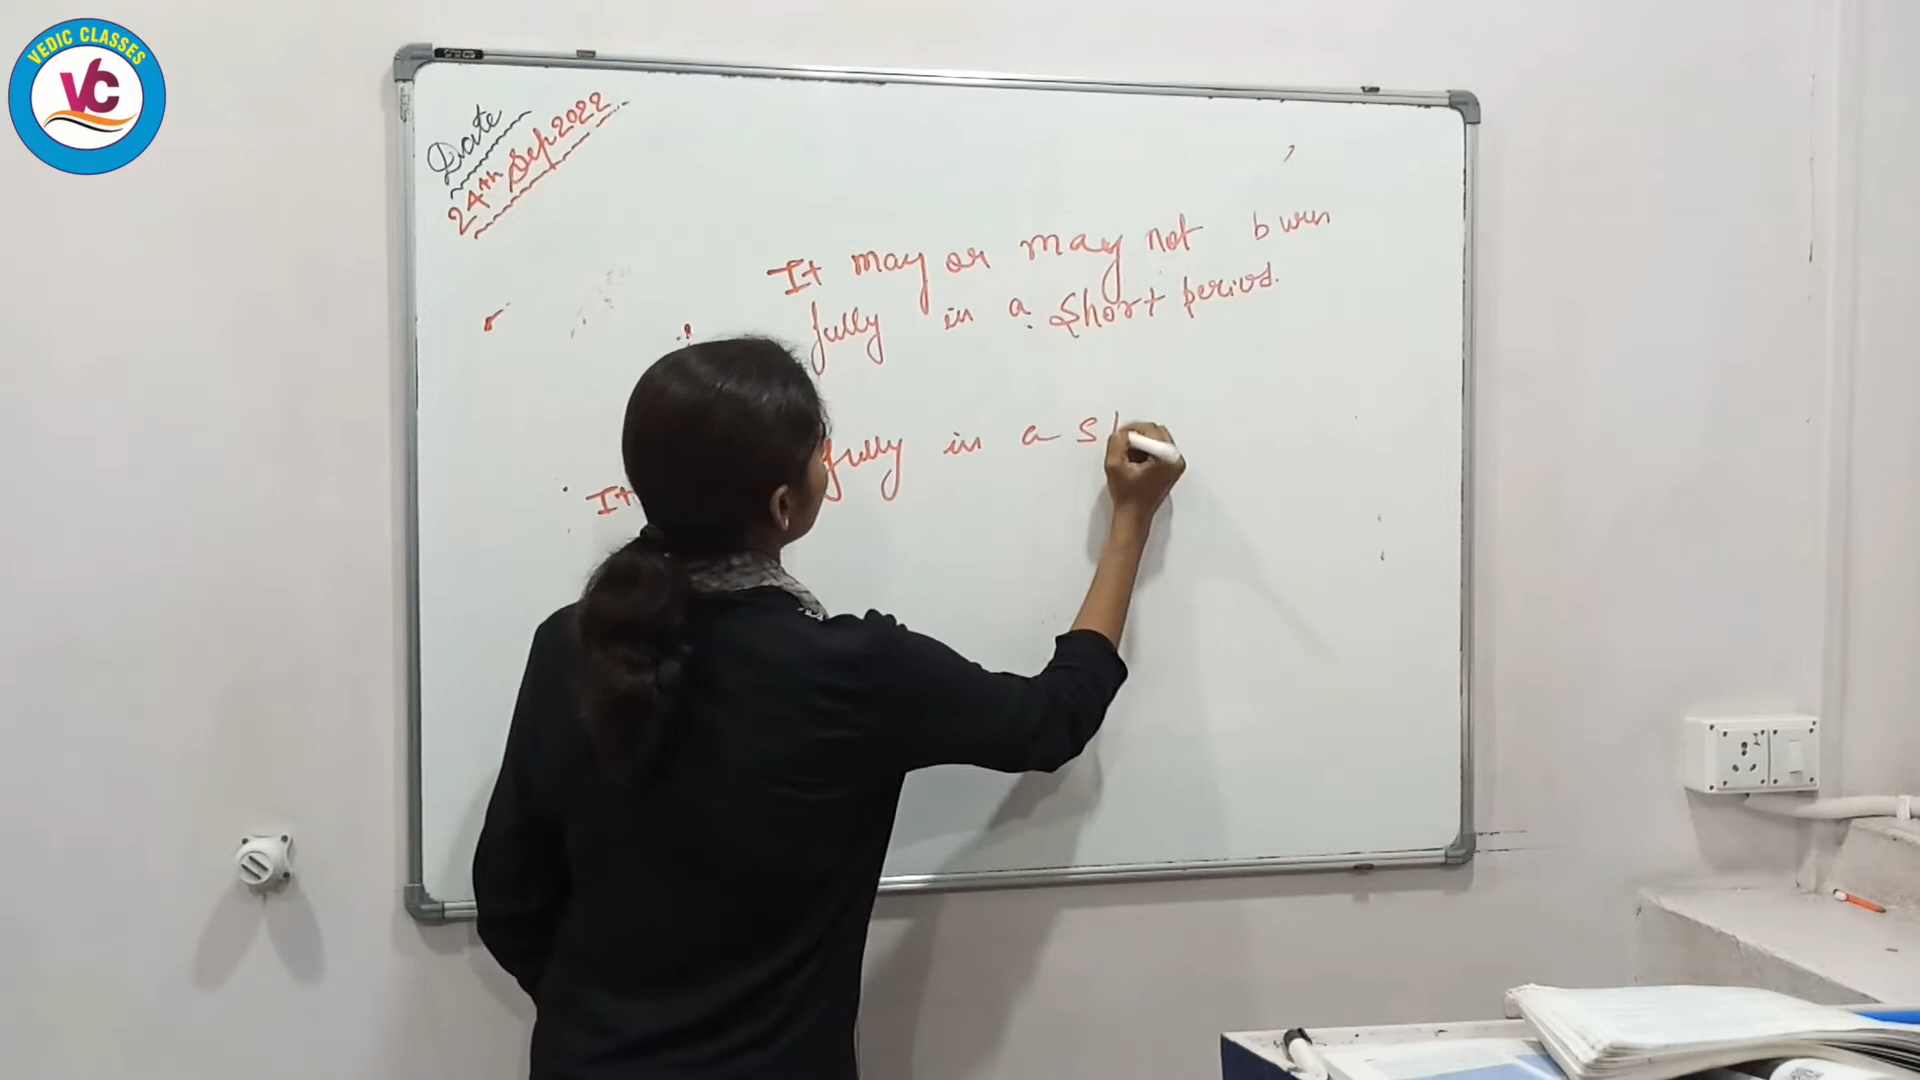 VEDIC CLASSES
VC
Date
24th Sep 2022
It may or may not burn
fully in a short period.
It
fully in a s